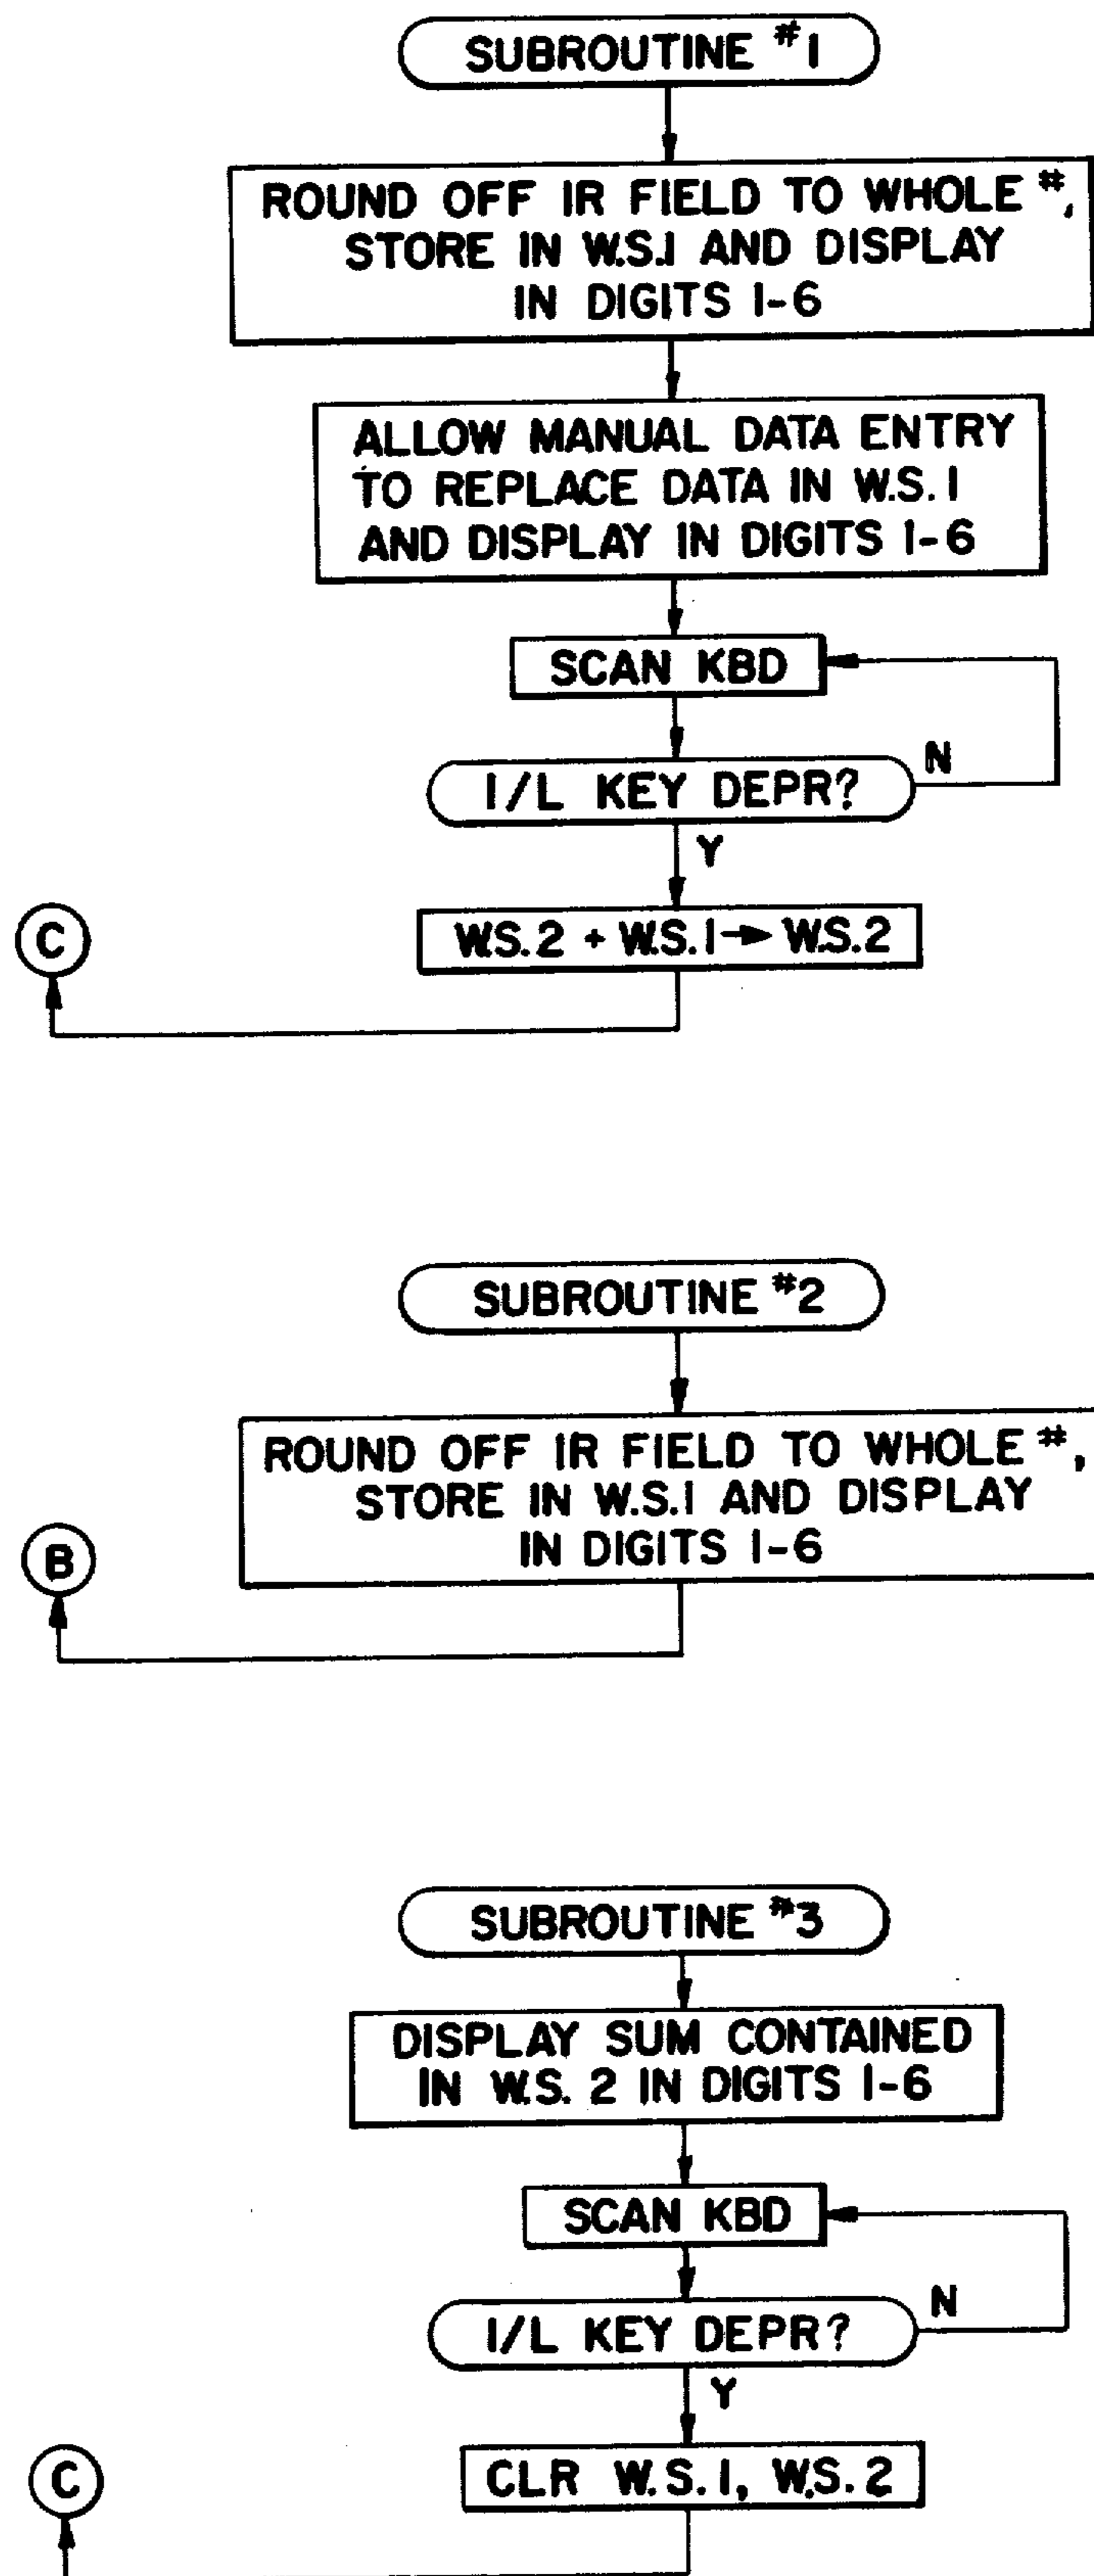 SUBROUTINE #1
ROUND OFF IR FIELD TO WHOLE #,
STORE IN W.S.1 AND DISPLAY
IN DIGITS 1-6
ALLOW MANUAL DATA ENTRY
TO REPLACE DATA IN W.S. 1
AND DISPLAY IN DIGITS 1-6
SCAN KBD
I/L KEY DEPR?
N
Y
W.S. 2 + W.S. 1 → W.S. 2
C
SUBROUTINE #2
ROUND OFF IR FIELD TO WHOLE #,
STORE IN W.S.1 AND DISPLAY
IN DIGITS 1-6
B
SUBROUTINE #3
DISPLAY SUM CONTAINED
IN W.S. 2 IN DIGITS 1-6
SCAN KBD
I/L KEY DEPR?
N
Y
CLR W.S. 1, W.S. 2
C